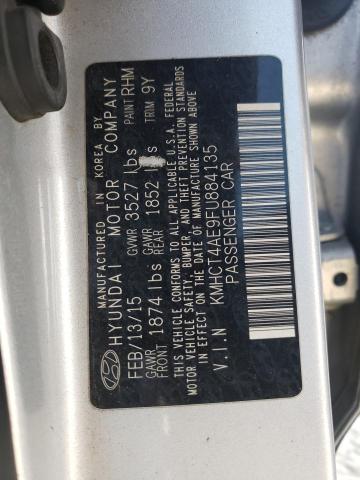 MANUFACTURED IN KOREA BY:
HYUNDAI MOTOR COMPANY
FEB/13/15 GVWR 3527 lbs PAINT RHM
GAWR FRONT 1874 lbs GAWR REAR 1852 lbs TRIM 9Y
THIS VEHICLE CONFORMS TO ALL APPLICABLE U.S.A. FEDERAL
MOTOR VEHICLE SAFETY, BUMPER, AND THEFT PREVENTION STANDARDS
IN EFFECT ON THE DATE OF MANUFACTURE SHOWN ABOVE.
V.I.N KMHCT4AE9FU884135
PASSENGER CAR